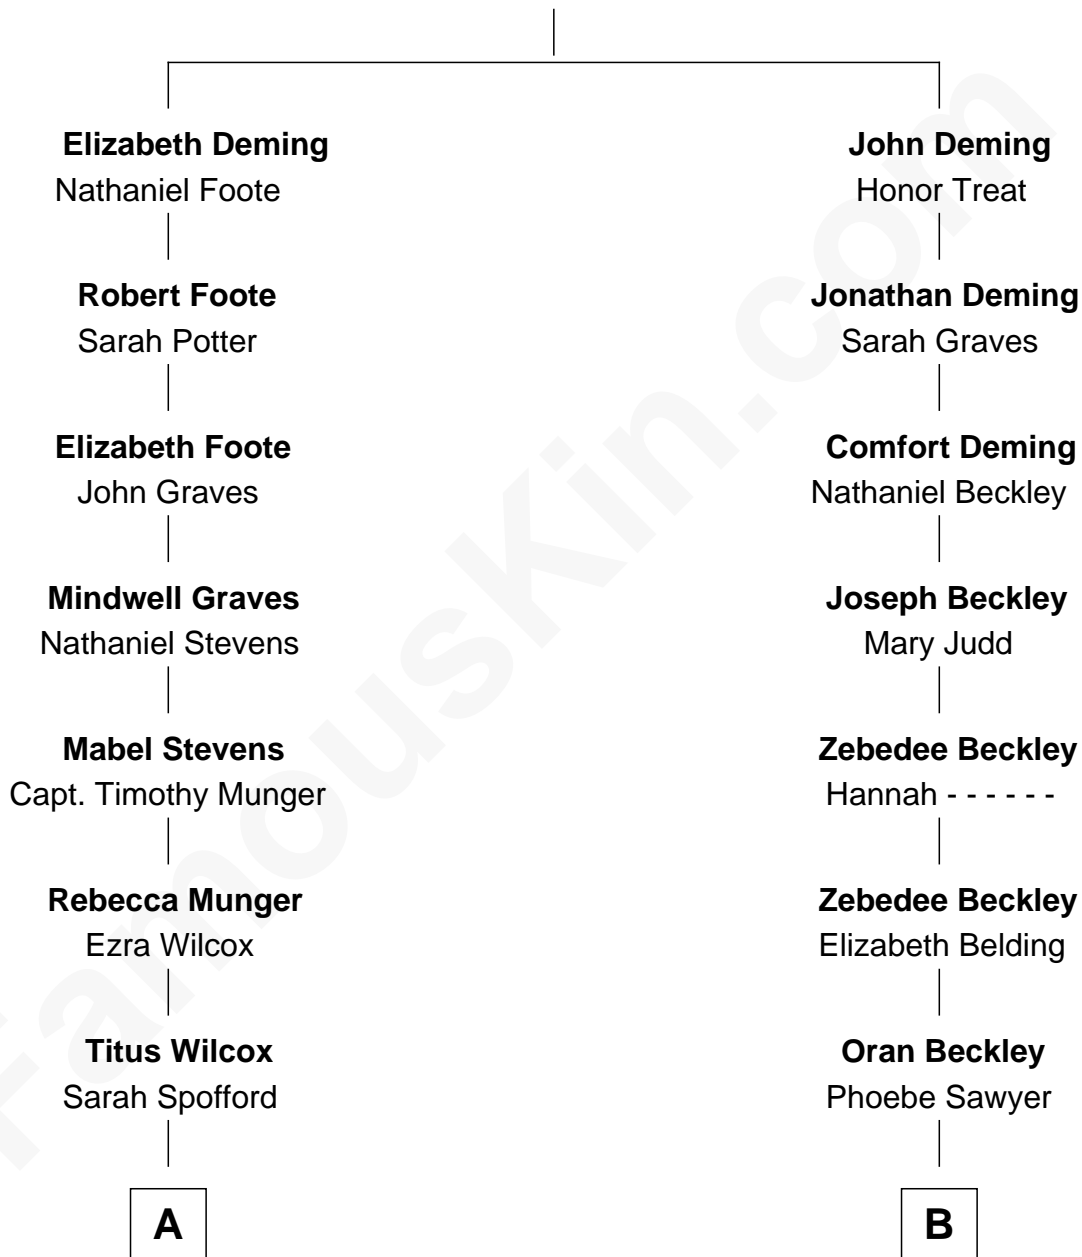 Elizabeth Deming
Nathaniel Foote
Robert Foote
Sarah Potter
Elizabeth Foote
John Graves
Mindwell Graves
Nathaniel Stevens
Mabel Stevens
Capt. Timothy Munger
Rebecca Munger
Ezra Wilcox
Titus Wilcox
Sarah Spofford
A
John Deming
Honor Treat
Jonathan Deming
Sarah Graves
Comfort Deming
Nathaniel Beckley
Joseph Beckley
Mary Judd
Zebedee Beckley
Hannah - - - - - -
Zebedee Beckley
Elizabeth Belding
Oran Beckley
Phoebe Sawyer
B
FamousKin.com